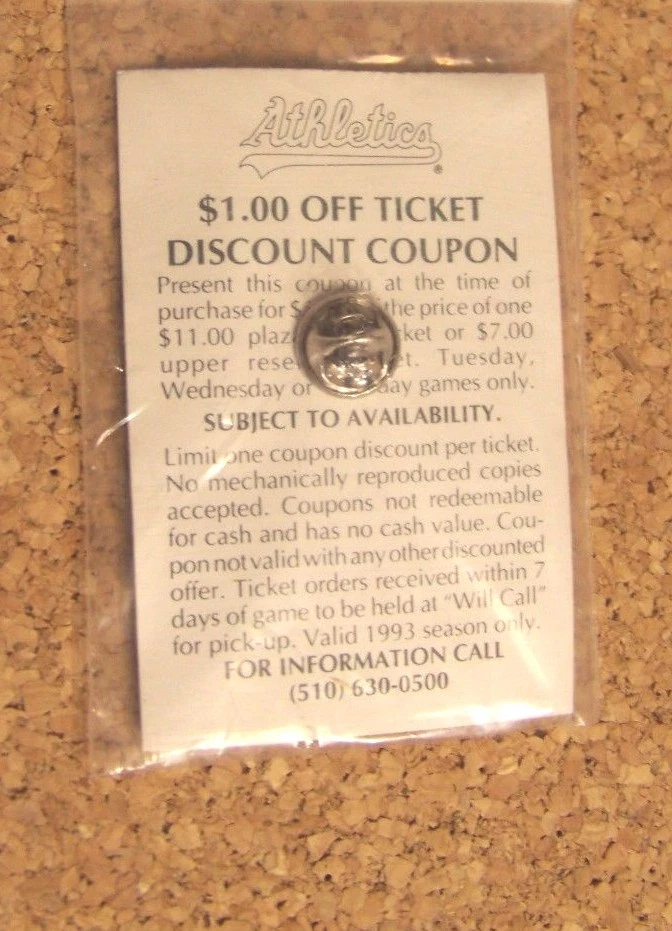 Athletics
$1.00 OFF TICKET
DISCOUNT COUPON
Present this coupon at the time of
purchase for $ the price of one
$11.00 or $7.00
upper Tuesday,
Wednesday or games only.
SUBJECT TO AVAILABILITY.
Limit one coupon discount per ticket.
No mechanically reproduced copies
accepted. Coupons not redeemable
for cash and has no cash value. Cou-
pon not valid with any other discounted
offer. Ticket orders received within 7
days of game to be held at "Will Call"
for pick-up. Valid 1993 season only.
FOR INFORMATION CALL
(510) 630-0500